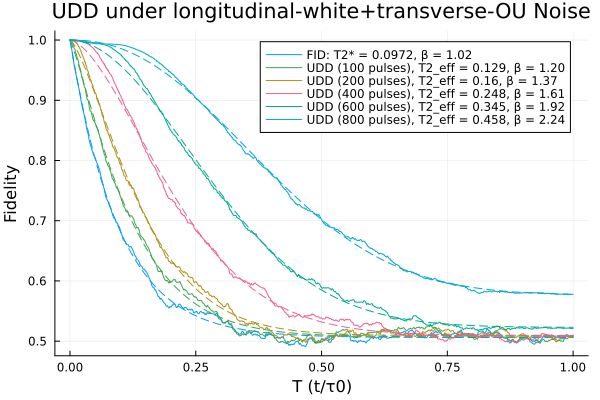 UDD under longitudinal-white+transverse-OU Noise
FID: T2* = 0.0972, β = 1.02
UDD (100 pulses), T2_eff = 0.129, β = 1.20
UDD (200 pulses), T2_eff = 0.16, β = 1.37
UDD (400 pulses), T2_eff = 0.248, β = 1.61
UDD (600 pulses), T2_eff = 0.345, β = 1.92
UDD (800 pulses), T2_eff = 0.458, β = 2.24
Fidelity
1.0
0.9
0.8
0.7
0.6
0.5
0.00
0.25
0.50
0.75
1.00
T (t/τ0)